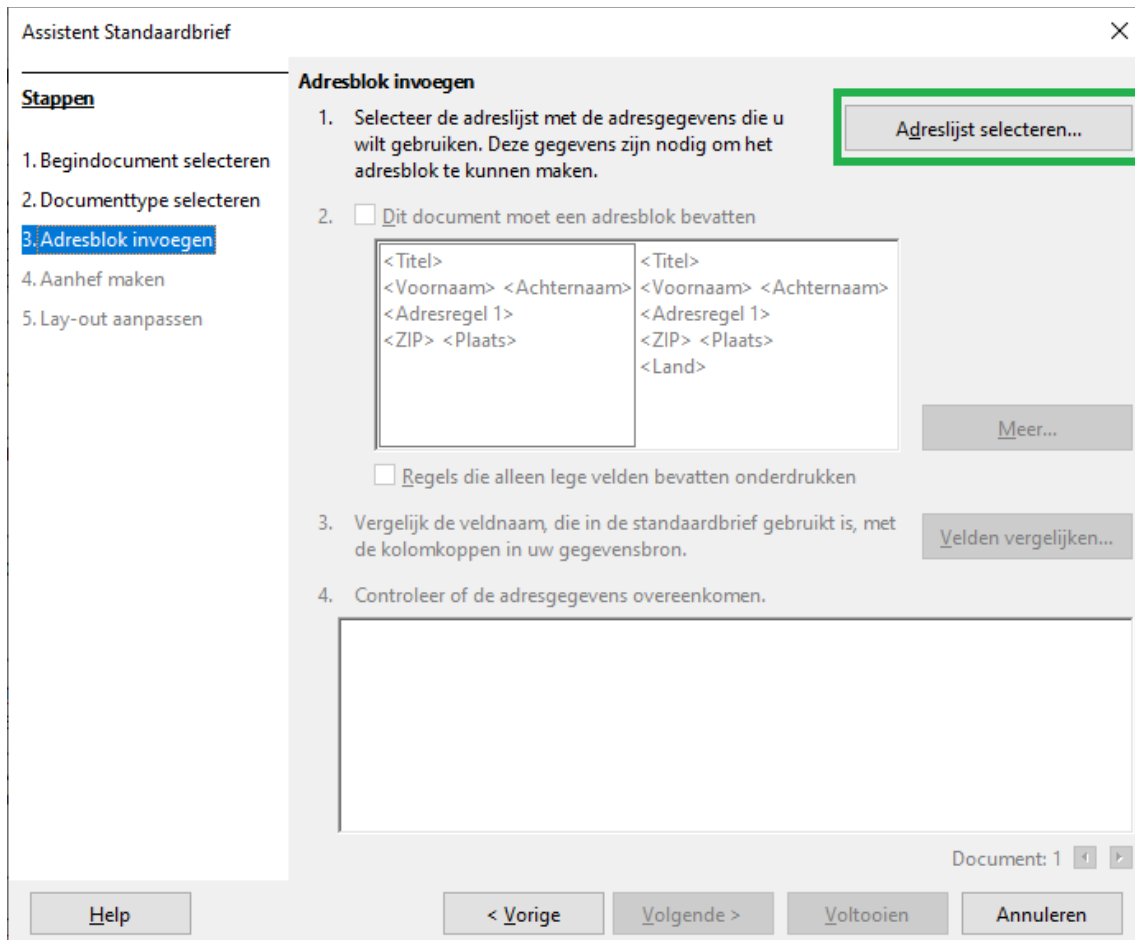 Assistent Standaardbrief
Stappen
1. Begindocument selecteren
2. Documenttype selecteren
3. Adresblok invoegen
4. Aanhef maken
5. Lay-out aanpassen
Adresblok invoegen
1. Selecteer de adreslijst met de adresgegevens die u
wilt gebruiken. Deze gegevens zijn nodig om het
adresblok te kunnen maken.
Adreslijst selecteren...
2. Dit document moet een adresblok bevatten
<Titel>
<Voornaam> <Achternaam>
<Adresregel 1>
<ZIP> <Plaats>
<Titel>
<Voornaam> <Achternaam>
<Adresregel 1>
<ZIP> <Plaats>
<Land>
Meer...
Regels die alleen lege velden bevatten onderdrukken
3. Vergelijk de veldnaam, die in de standaardbrief gebruikt is, met
de kolomkoppen in uw gegevensbron.
Velden vergelijken...
4. Controleer of de adresgegevens overeenkomen.
Document: 1
Help
< Vorige
Volgende >
Voltooien
Annuleren